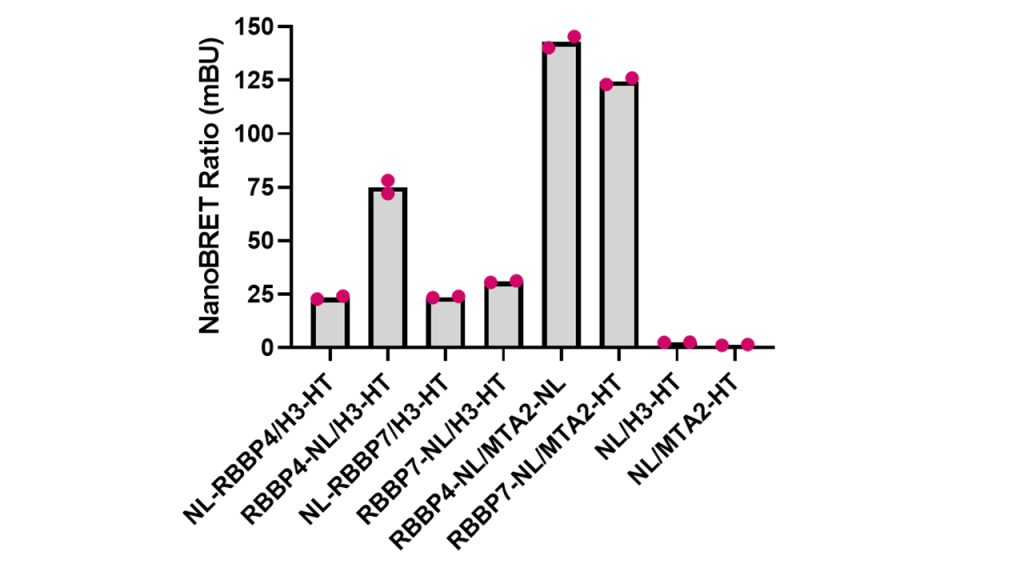 NanoBRET Ratio (mBU)
150
125
100
75
50
25
0
NL-RBBP4/H3-HT
RBBP4-NL/H3-HT
NL-RBBP7/H3-HT
RBBP7-NL/H3-HT
RBBP4-NL/MTA2-NL
RBBP7-NL/MTA2-HT
NL/H3-HT
NL/MTA2-HT